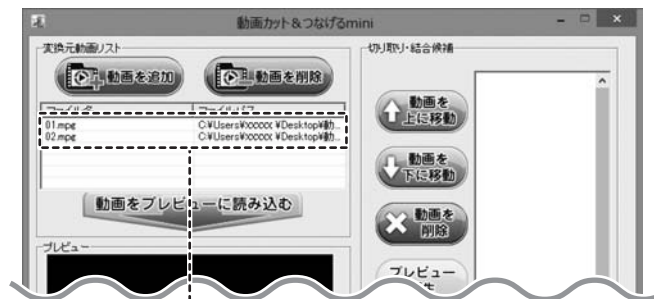 動画カット＆つなげるmini
変換元動画リスト
動画を追加
動画を削除
ファイル名 ファイルパス
01.mpg C:¥Users¥xxxxx ¥Desktop¥動...
02.mpg C:¥Users¥xxxxx ¥Desktop¥動...
動画をプレビューに読み込む
プレビュー
切り取り・結合候補
動画を
上に移動
動画を
下に移動
動画を
削除
プレビュー